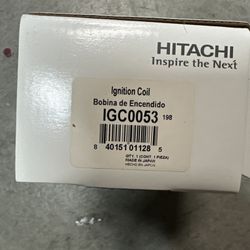 HITACHI
Inspire the Next
Ignition Coil
Bobina de Encendido
IGC0053 198
8 40151 01128 5
QTY. 1 (CONT. 1 PIEZA)
MADE IN JAPAN
HECHO EN JAPON